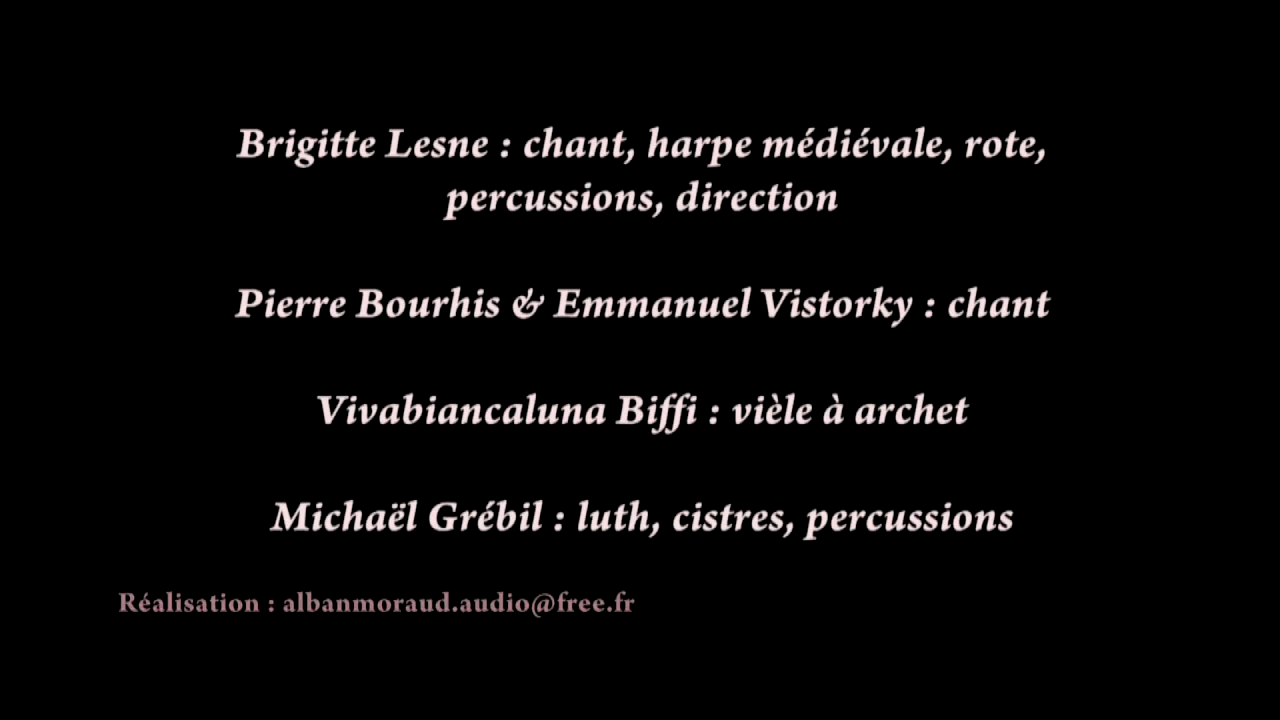 Brigitte Lesne : chant, harpe médiévale, rote,
percussions, direction
Pierre Bourhis & Emmanuel Vistorky : chant
Vivabiancaluna Biffi : vièle à archet
Michaël Grébil : luth, cistres, percussions
Réalisation : albanmoraud.audio@free.fr